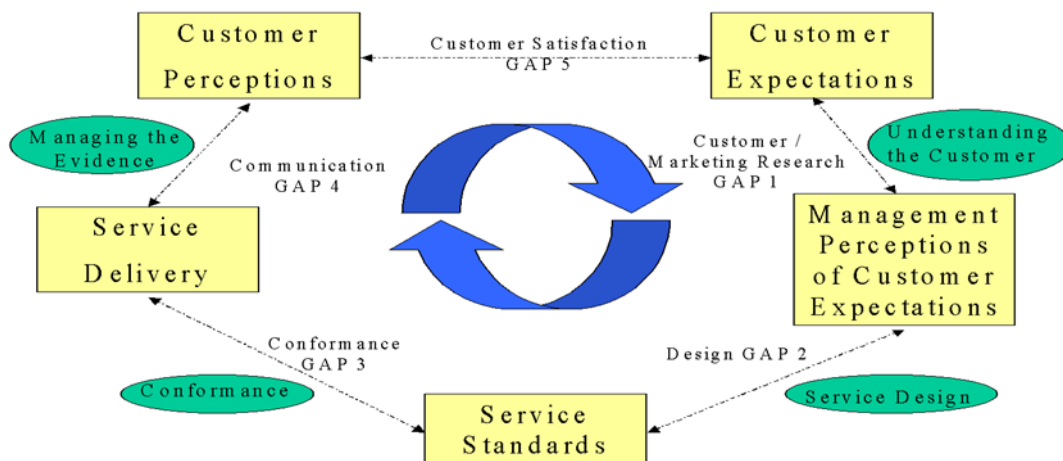 Customer
Perceptions
Customer Satisfaction
GAP 5
Customer
Expectations
Managing the
Evidence
Communication
GAP 4
Customer /
Marketing Research
GAP 1
Understanding
the Customer
Service
Delivery
Management
Perceptions
of Customer
Expectations
Conformance
GAP 3
Design GAP 2
Conformance
Service Design
Service
Standards